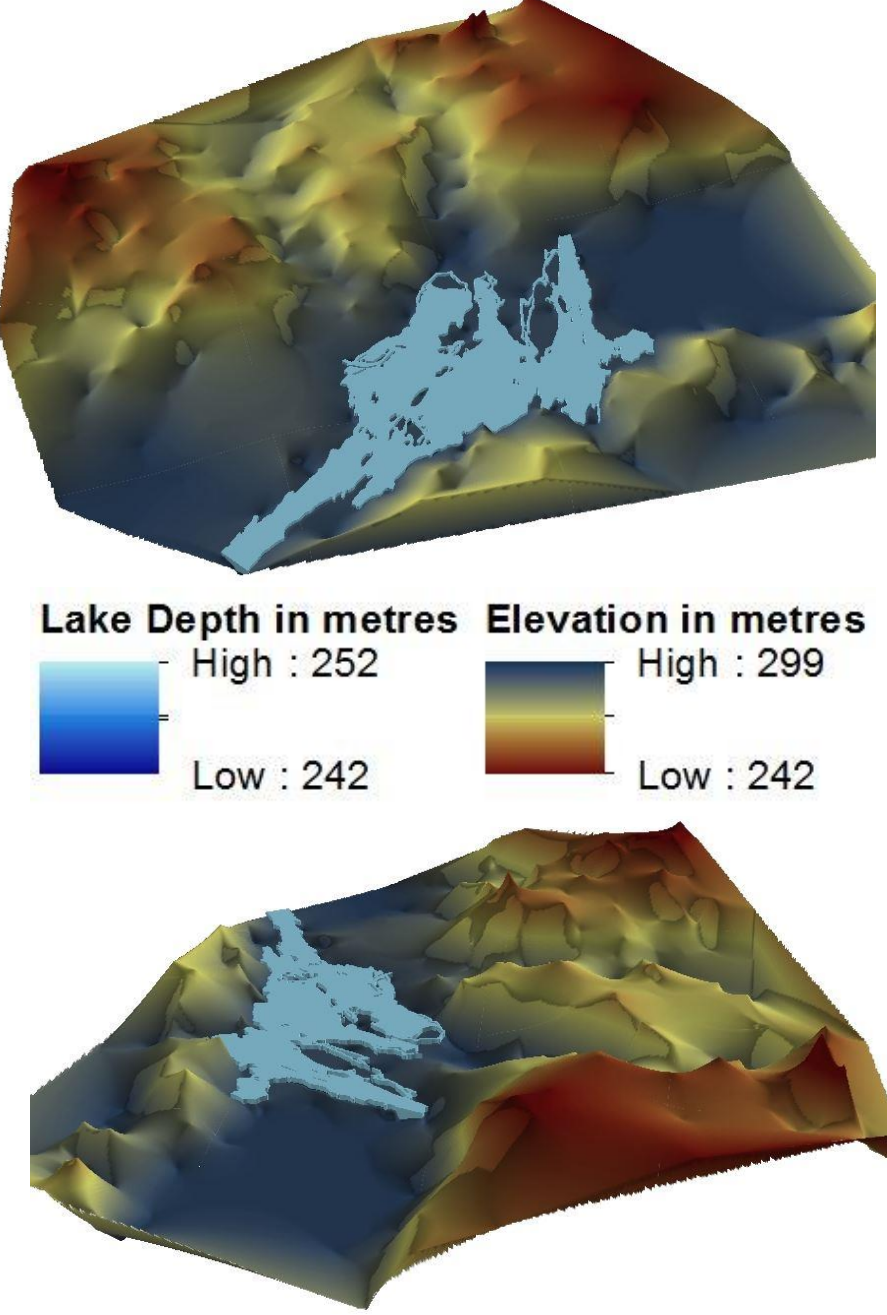 Lake Depth in metres
High : 252
Low : 242
Elevation in metres
High : 299
Low : 242